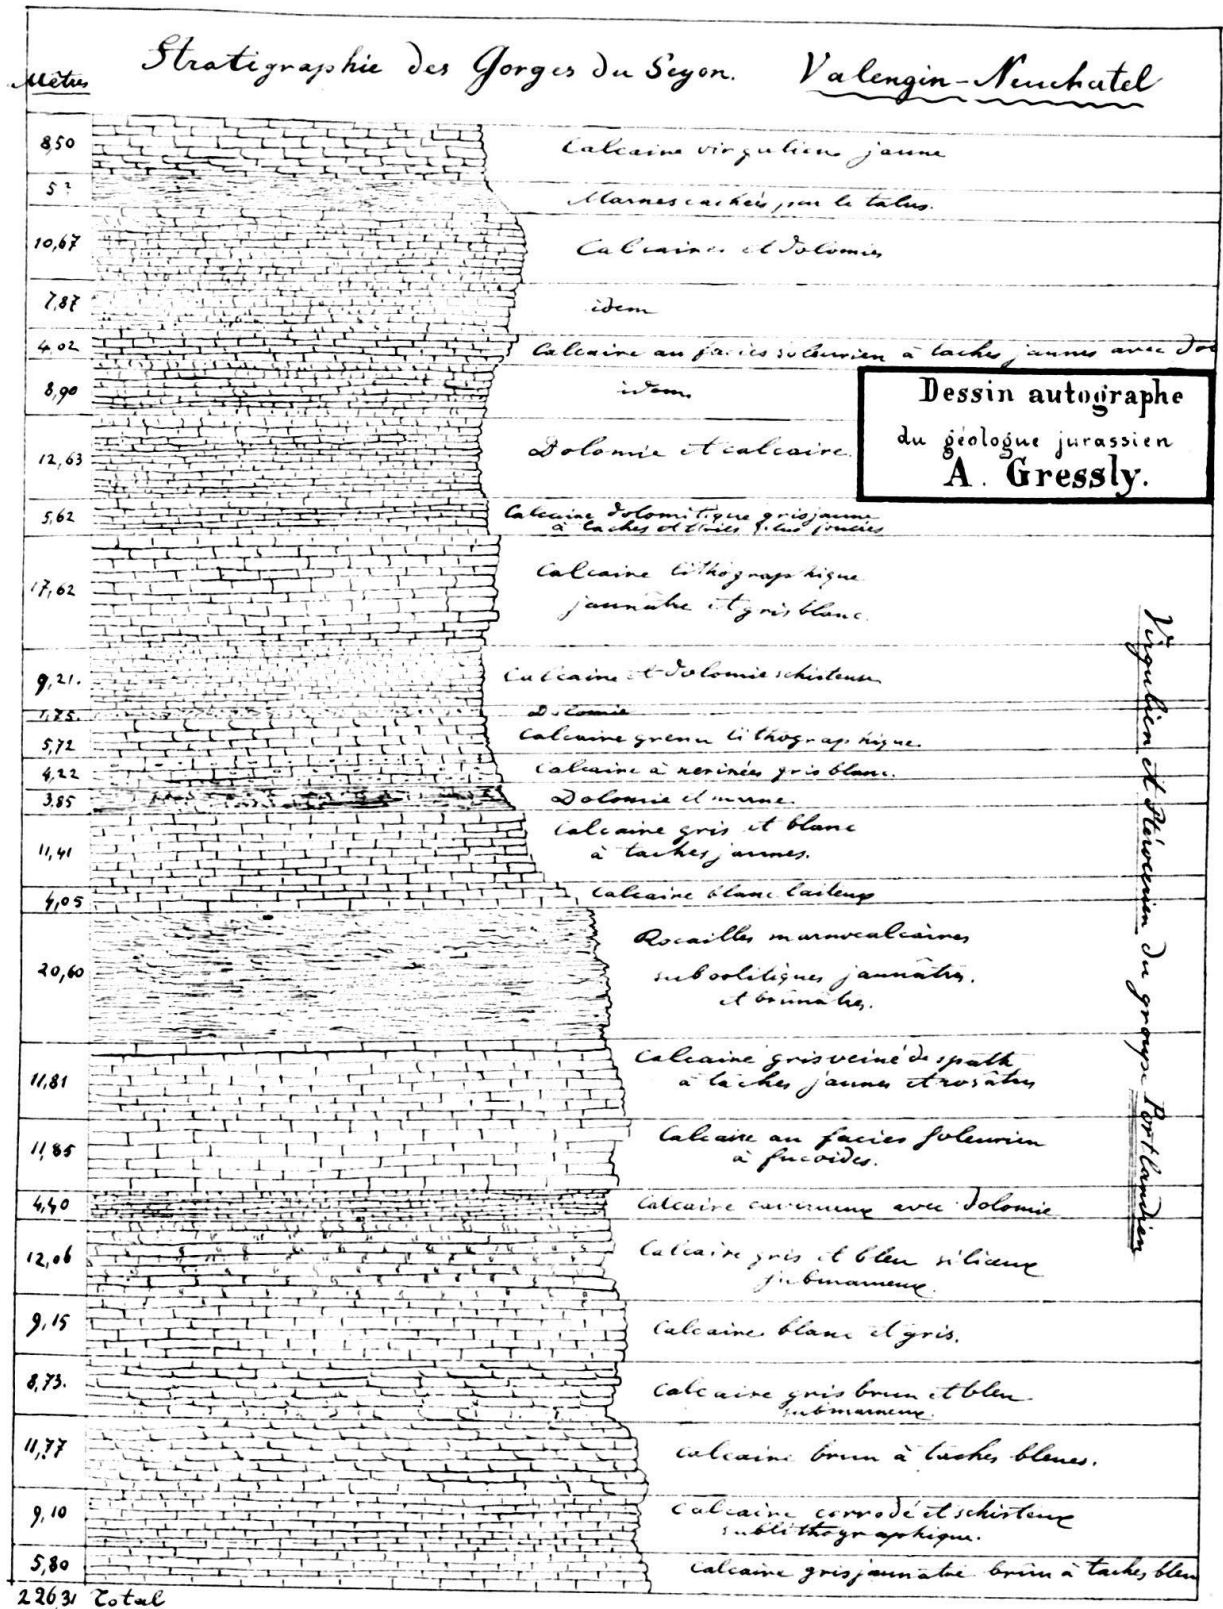 Stratigraphie des Gorges du Seyon. Valengin-Neuchatel
Mètres
8,50 Calcaire virgulien jaune
5? Marnes cachées par le talus.
10,67 Calcaires et dolomies
7,87 idem
4,02 Calcaire au facies soleurien à taches jaunes avec dol
8,90 idem
Dessin autographe
du géologue jurassien
A. Gressly.
12,63 Dolomie et calcaire.
5,62 Calcaire dolomitique gris jaune
à taches et
17,62 Calcaire lithographique
jaunâtre et gris blanc.
9,21. Calcaire et dolomie schisteuse
1,75. Dolomie
5,72 Calcaire grenu lithographique.
4,22 Calcaire à nerinées gris blanc.
3,85 Dolomie et marne.
11,41 Calcaire gris et blanc
à taches jaunes.
4,05 Calcaire blanc laiteux
20,60 Rocailles marnocalcaires
suboolitiques jaunâtres.
et brunâtres.
11,81 Calcaire gris veiné de spath
à taches jaunes et rosâtres
11,85 Calcaire au facies soleurien
à fucoides.
4,40 Calcaire caverneux avec dolomie
12,06 Calcaire gris et bleu siliceux
submarneux.
9,15 Calcaire blanc et gris.
8,73. Calcaire gris brun et bleu
submarneux.
11,77 Calcaire brun à taches bleues.
9,10 Calcaire corrodé et schisteux
sublithographique.
5,80 Calcaire gris jaunatre brun à taches bleu
226,31 Total
Virgulien et Ptérocerien du groupe Portlandien